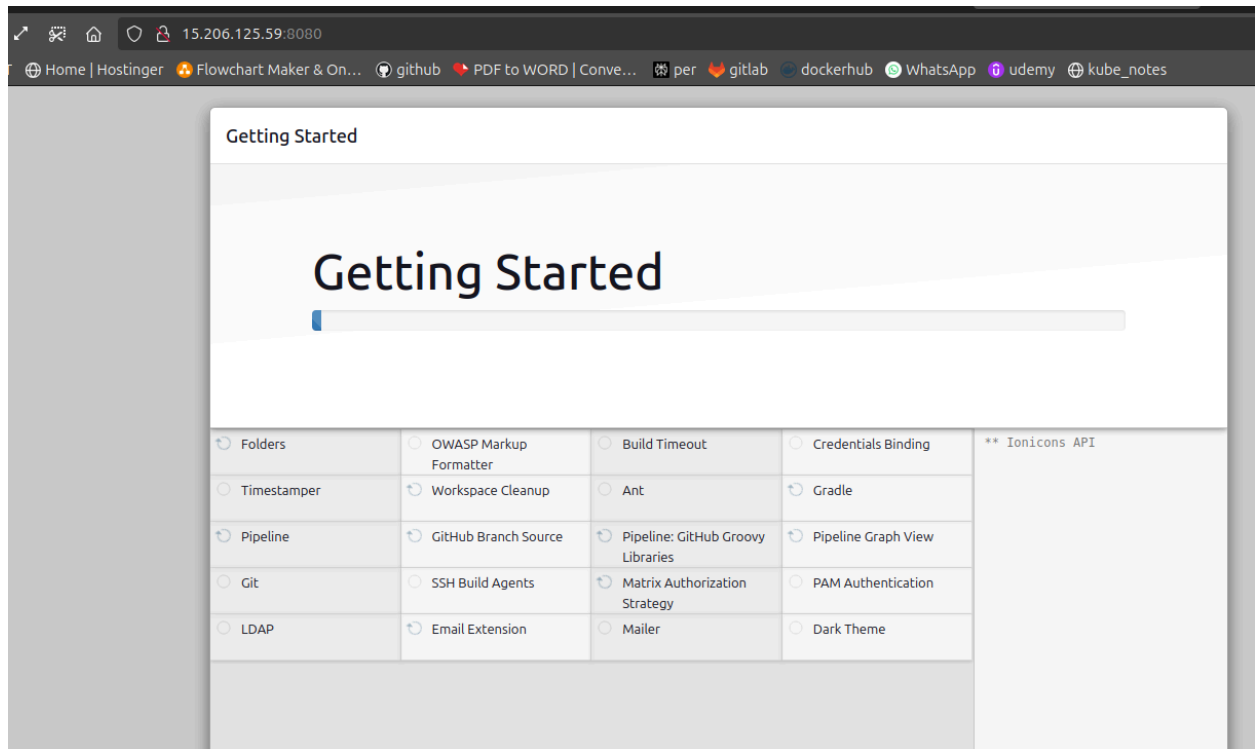 15.206.125.59:8080
Home | Hostinger Flowchart Maker & On... github PDF to WORD | Conve... per gitlab dockerhub WhatsApp udemy kube_notes
Getting Started
Getting Started
Folders OWASP Markup Build Timeout Credentials Binding ** Ionicons API
Formatter
Timestamper Workspace Cleanup Ant Gradle
Pipeline GitHub Branch Source Pipeline: GitHub Groovy Pipeline Graph View
Libraries
Git SSH Build Agents Matrix Authorization PAM Authentication
Strategy
LDAP Email Extension Mailer Dark Theme